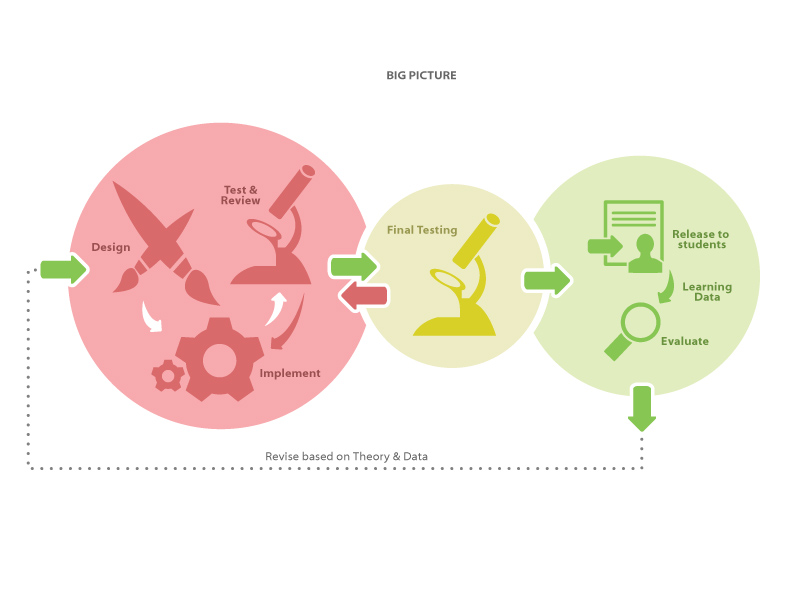 BIG PICTURE
Test &
Review
Design
Implement
Final Testing
Release to
students
Learning
Data
Evaluate
Revise based on Theory & Data